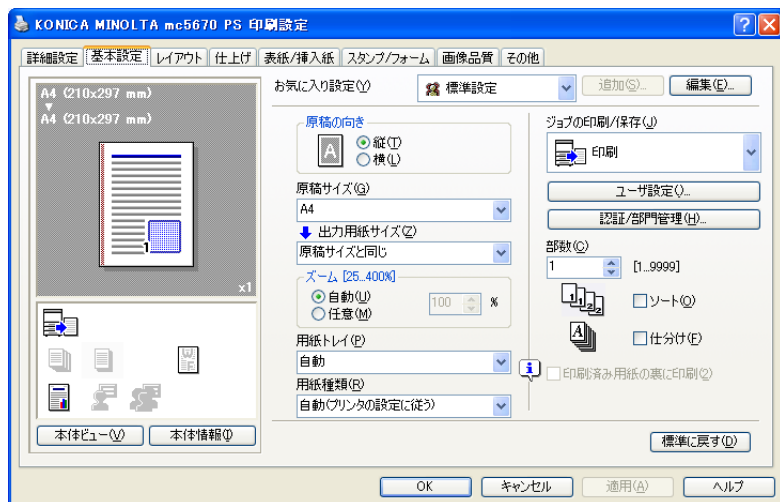 KONICA MINOLTA mc5670 PS 印刷設定
詳細設定 基本設定 レイアウト 仕上げ 表紙/挿入紙 スタンプ/フォーム 画像品質 その他
A4 (210x297 mm)
A4 (210x297 mm)
1
x1
本体ビュー(V) 本体情報(I)
お気に入り設定(Y) 標準設定 追加(S)... 編集(E)...
原稿の向き
A
縦(T)
横(L)
原稿サイズ(G)
A4
出力用紙サイズ(Z)
原稿サイズと同じ
ズーム [25...400%]
自動(U)
任意(M)
100 %
用紙トレイ(P)
自動
用紙種類(R)
自動(プリンタの設定に従う)
ジョブの印刷/保存(J)
印刷
ユーザ設定()...
認証/部門管理(H)...
部数(C)
1 [1...9999]
1 1 2 2 ソート(O)
A 仕分け(F)
印刷済み用紙の裏に印刷(2)
標準に戻す(D)
OK キャンセル 適用(A) ヘルプ